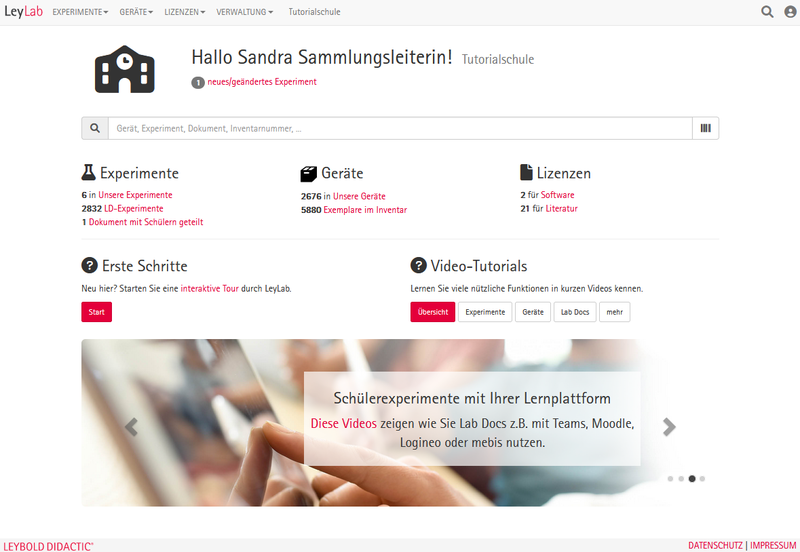 LeyLab EXPERIMENTE GERÄTE LIZENZEN VERWALTUNG Tutorialschule
Hallo Sandra Sammlungsleiterin! Tutorialschule
1 neues/geändertes Experiment
Gerät, Experiment, Dokument, Inventarnummer, ...
Experimente
6 in Unsere Experimente
2832 LD-Experimente
1 Dokument mit Schülern geteilt
Geräte
2676 in Unsere Geräte
5880 Exemplare im Inventar
Lizenzen
2 für Software
21 für Literatur
Erste Schritte
Neu hier? Starten Sie eine interaktive Tour durch LeyLab.
Start
Video-Tutorials
Lernen Sie viele nützliche Funktionen in kurzen Videos kennen.
Übersicht Experimente Geräte Lab Docs mehr
Schülerexperimente mit Ihrer Lernplattform
Diese Videos zeigen wie Sie Lab Docs z.B. mit Teams, Moodle,
Logineo oder mebis nutzen.
LEYBOLD DIDACTIC DATENSCHUTZ | IMPRESSUM